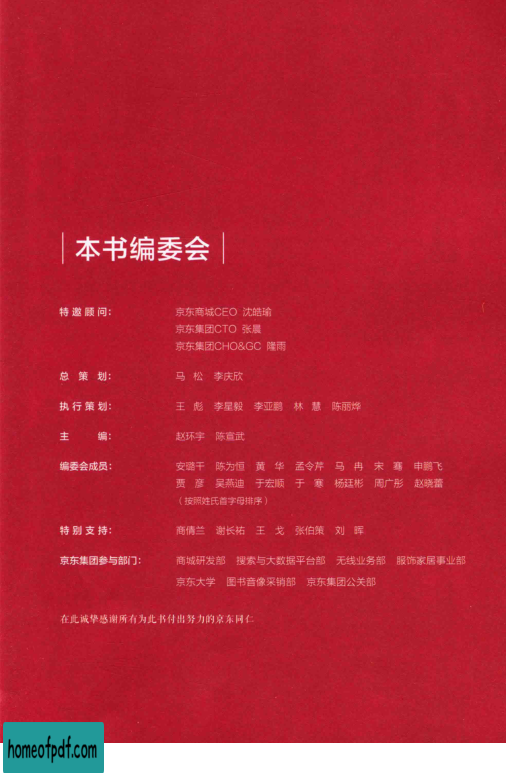 本书编委会
特邀顾问： 京东商城CEO 沈皓瑜
京东集团CTO 张晨
京东集团CHO&GC 隆雨
总策划： 马 松 李庆欣
执行策划： 王 彪 李星毅 李亚鹏 林 慧 陈丽烨
主 编： 赵环宇 陈宣武
编委会成员： 安璐干 陈为恒 黄 华 孟令芹 马 冉 宋 骞 申鹏飞
贾 彦 吴燕迪 于宏顺 于 寒 杨廷彬 周广彤 赵晓蕾
（按照姓氏首字母排序）
特别支持： 商倩兰 谢长祐 王 戈 张伯策 刘 晖
京东集团参与部门： 商城研发部 搜索与大数据平台部 无线业务部 服饰家居事业部
京东大学 图书音像采销部 京东集团公关部
在此诚挚感谢所有为此书付出努力的京东同仁
homeofpdf.com